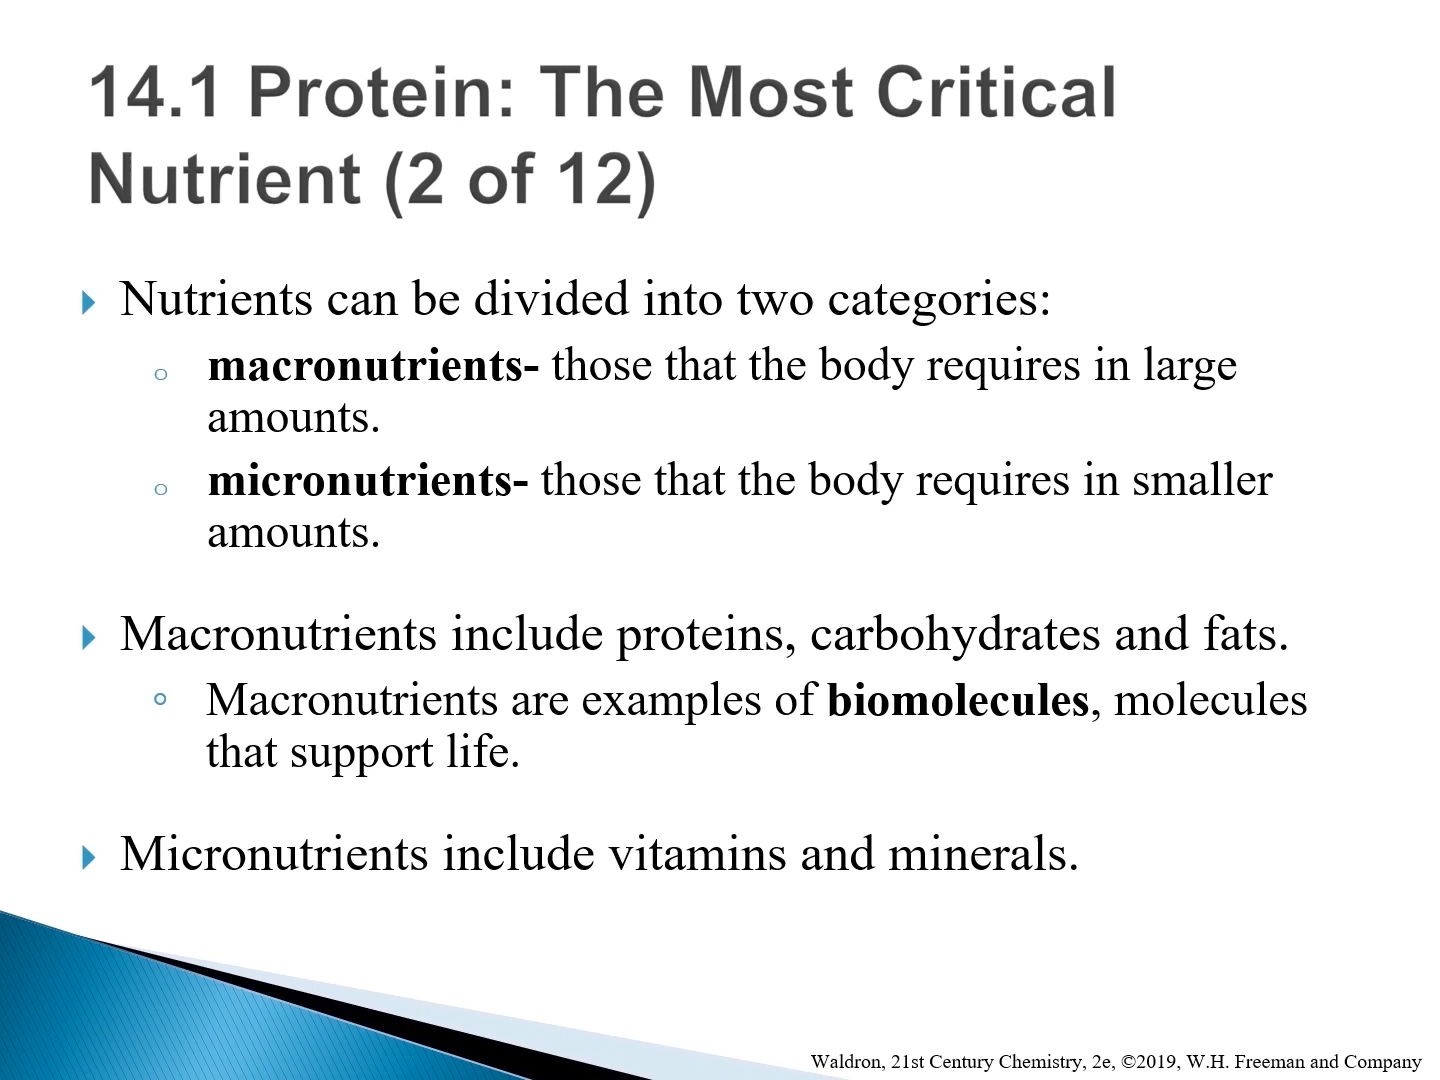 14.1 Protein: The Most Critical
Nutrient (2 of 12)
Nutrients can be divided into two categories:
macronutrients- those that the body requires in large
amounts.
micronutrients- those that the body requires in smaller
amounts.
Macronutrients include proteins, carbohydrates and fats.
Macronutrients are examples of biomolecules, molecules
that support life.
Micronutrients include vitamins and minerals.
Waldron, 21st Century Chemistry, 2e, ©2019, W.H. Freeman and Company